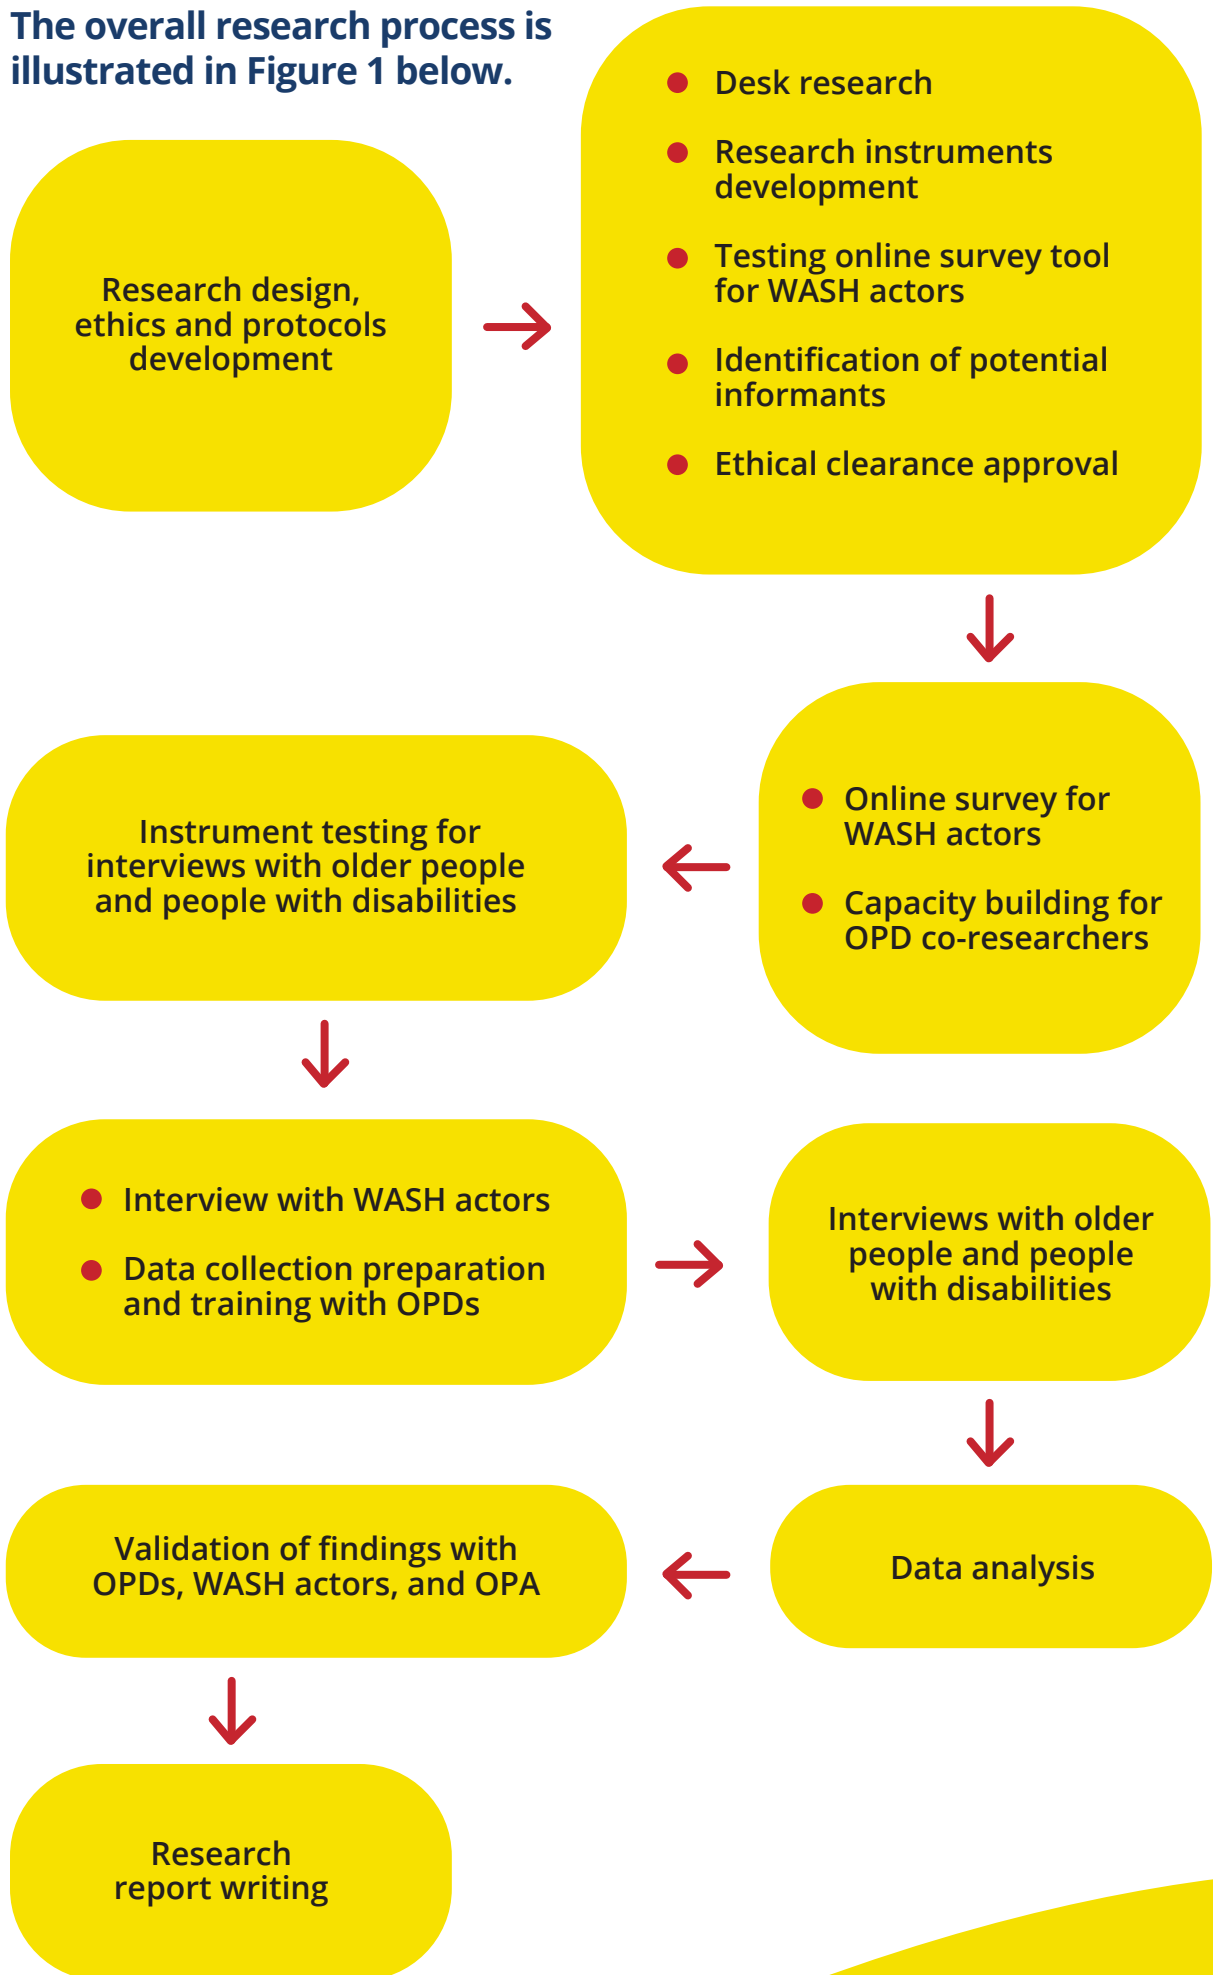 The overall research process is
illustrated in Figure 1 below.
Research design,
ethics and protocols
development
Desk research
Research instruments
development
Testing online survey tool
for WASH actors
Identification of potential
informants
Ethical clearance approval
Online survey for
WASH actors
Capacity building for
OPD co-researchers
Instrument testing for
interviews with older people
and people with disabilities
Interview with WASH actors
Data collection preparation
and training with OPDs
Interviews with older
people and people
with disabilities
Data analysis
Validation of findings with
OPDs, WASH actors, and OPA
Research
report writing